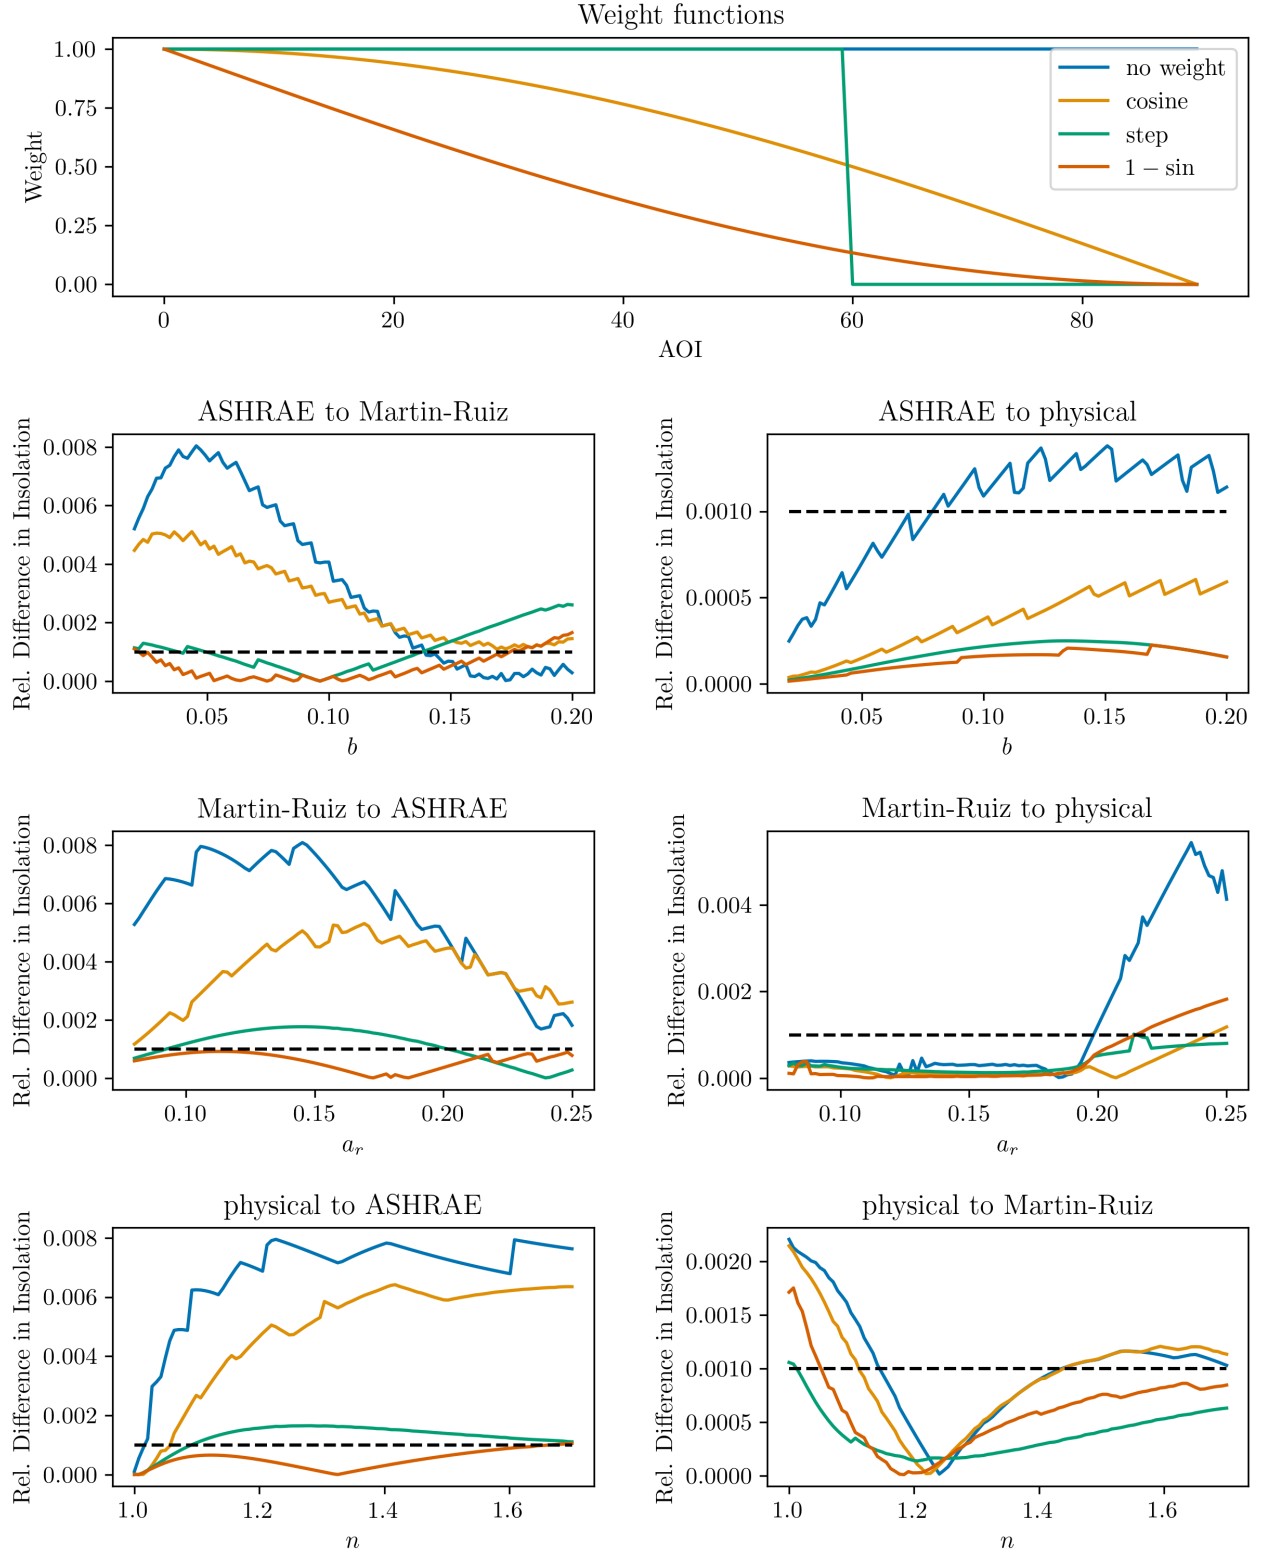 Weight functions
Weight
1.00
0.75
0.50
0.25
0.00
no weight
cosine
step
1 − sin
0 20 40 60 80
AOI
ASHRAE to Martin-Ruiz
Rel. Difference in Insolation
0.008
0.006
0.004
0.002
0.000
0.05 0.10 0.15 0.20
b
ASHRAE to physical
Rel. Difference in Insolation
0.0010
0.0005
0.0000
0.05 0.10 0.15 0.20
b
Martin-Ruiz to ASHRAE
Rel. Difference in Insolation
0.008
0.006
0.004
0.002
0.000
0.10 0.15 0.20 0.25
a_r
Martin-Ruiz to physical
Rel. Difference in Insolation
0.004
0.002
0.000
0.10 0.15 0.20 0.25
a_r
physical to ASHRAE
Rel. Difference in Insolation
0.008
0.006
0.004
0.002
0.000
1.0 1.2 1.4 1.6
n
physical to Martin-Ruiz
Rel. Difference in Insolation
0.0020
0.0015
0.0010
0.0005
0.0000
1.0 1.2 1.4 1.6
n